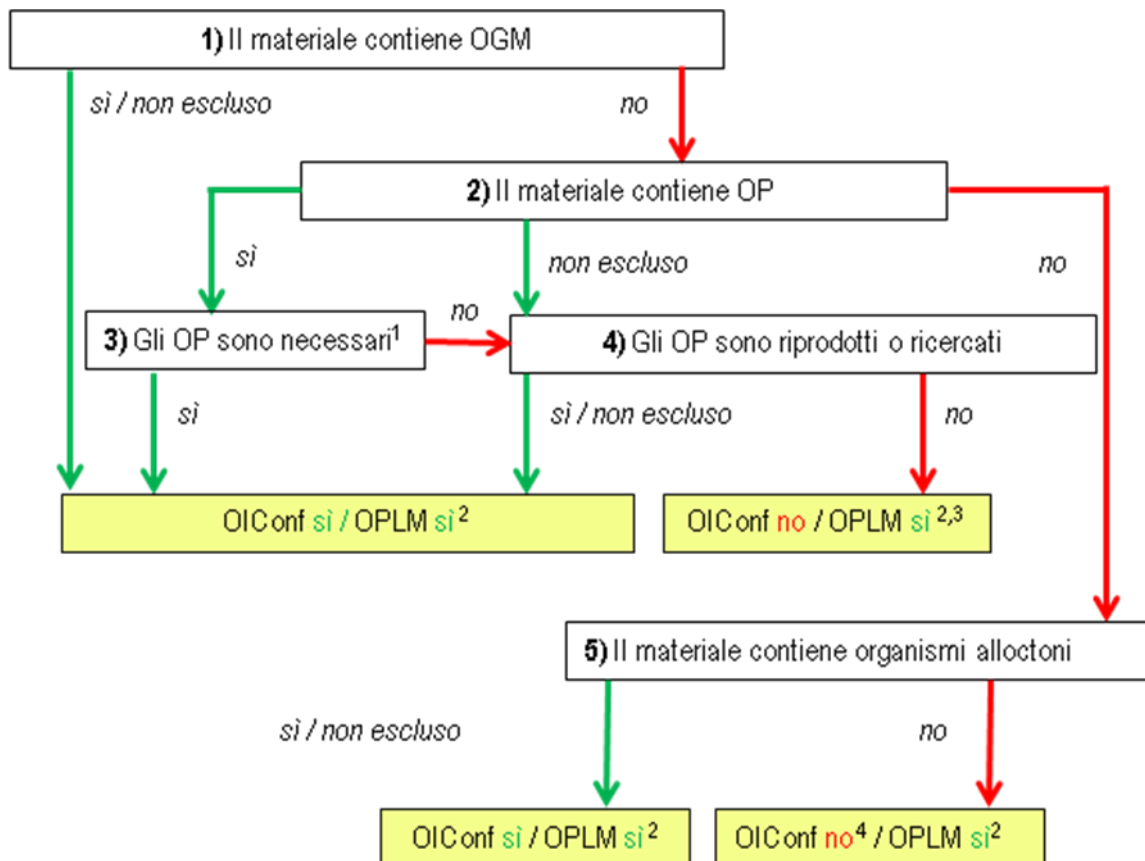 1) Il materiale contiene OGM
sì / non escluso
no
2) Il materiale contiene OP
sì
non escluso
no
3) Gli OP sono necessari¹
no
4) Gli OP sono riprodotti o ricercati
sì
sì / non escluso
no
OIConf sì / OPLM sì ²
OIConf no / OPLM sì ²,³
5) Il materiale contiene organismi alloctoni
sì / non escluso
no
OIConf sì / OPLM sì ²
OIConf no⁴ / OPLM sì²